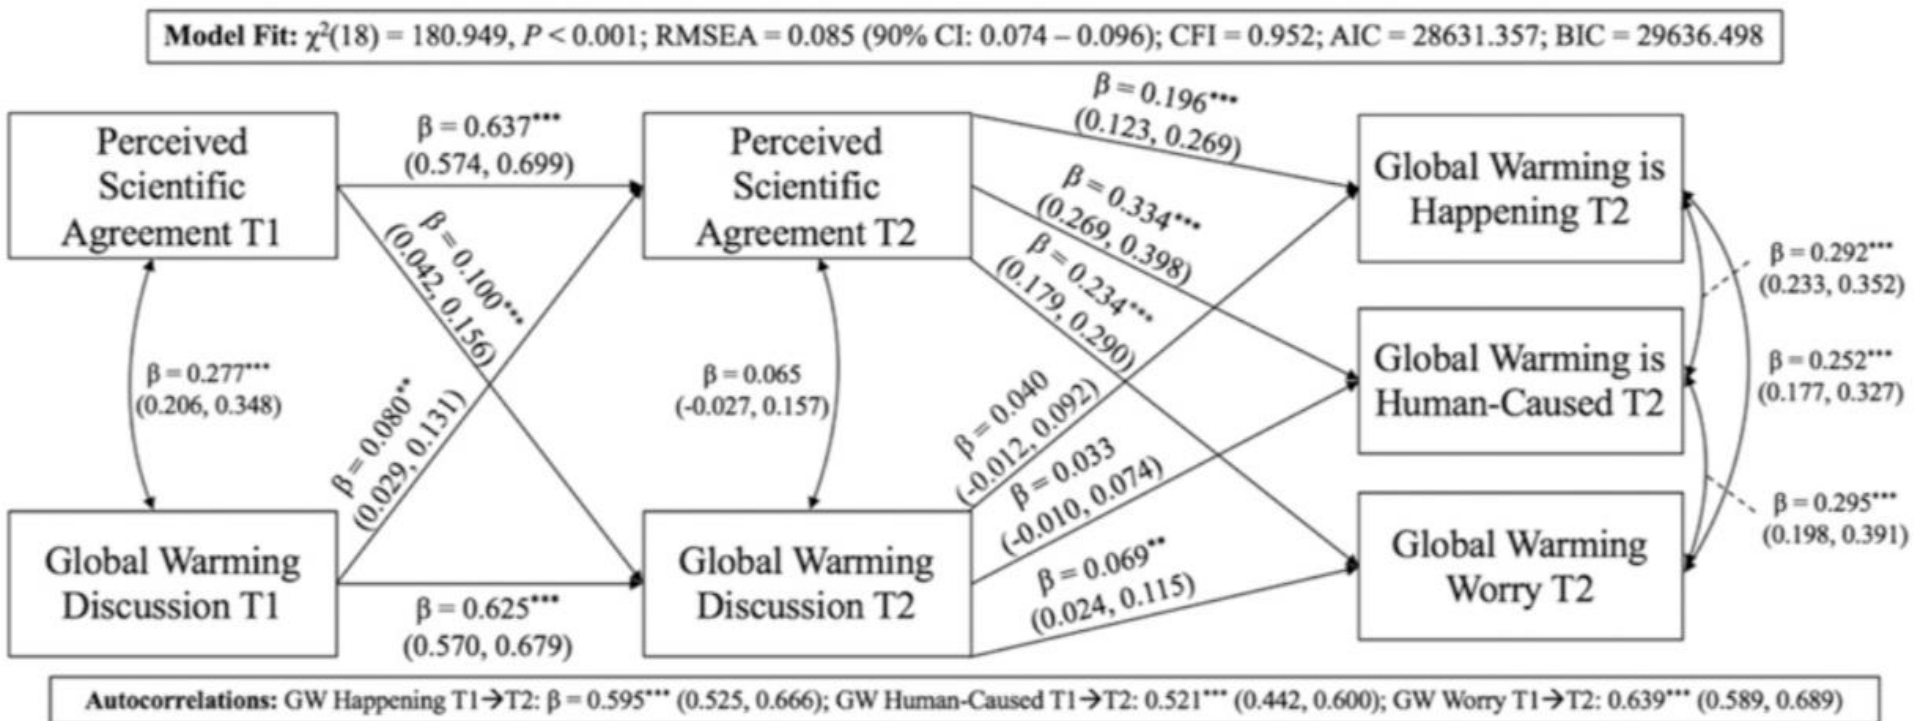 Model Fit: χ²(18) = 180.949, P < 0.001; RMSEA = 0.085 (90% CI: 0.074 – 0.096); CFI = 0.952; AIC = 28631.357; BIC = 29636.498
Perceived
Scientific
Agreement T1
β = 0.637***
(0.574, 0.699)
Perceived
Scientific
Agreement T2
β = 0.196***
(0.123, 0.269)
Global Warming is
Happening T2
β = 0.100***
(0.042, 0.156)
β = 0.334***
(0.269, 0.398)
β = 0.234***
(0.179, 0.290)
β = 0.292***
(0.233, 0.352)
β = 0.277***
(0.206, 0.348)
β = 0.080**
(0.029, 0.131)
β = 0.065
(-0.027, 0.157)
β = 0.040
(-0.012, 0.092)
β = 0.033
(-0.010, 0.074)
Global Warming is
Human-Caused T2
β = 0.252***
(0.177, 0.327)
Global Warming
Discussion T1
β = 0.625***
(0.570, 0.679)
Global Warming
Discussion T2
β = 0.069**
(0.024, 0.115)
Global Warming
Worry T2
β = 0.295***
(0.198, 0.391)
Autocorrelations: GW Happening T1→T2: β = 0.595*** (0.525, 0.666); GW Human-Caused T1→T2: 0.521*** (0.442, 0.600); GW Worry T1→T2: 0.639*** (0.589, 0.689)